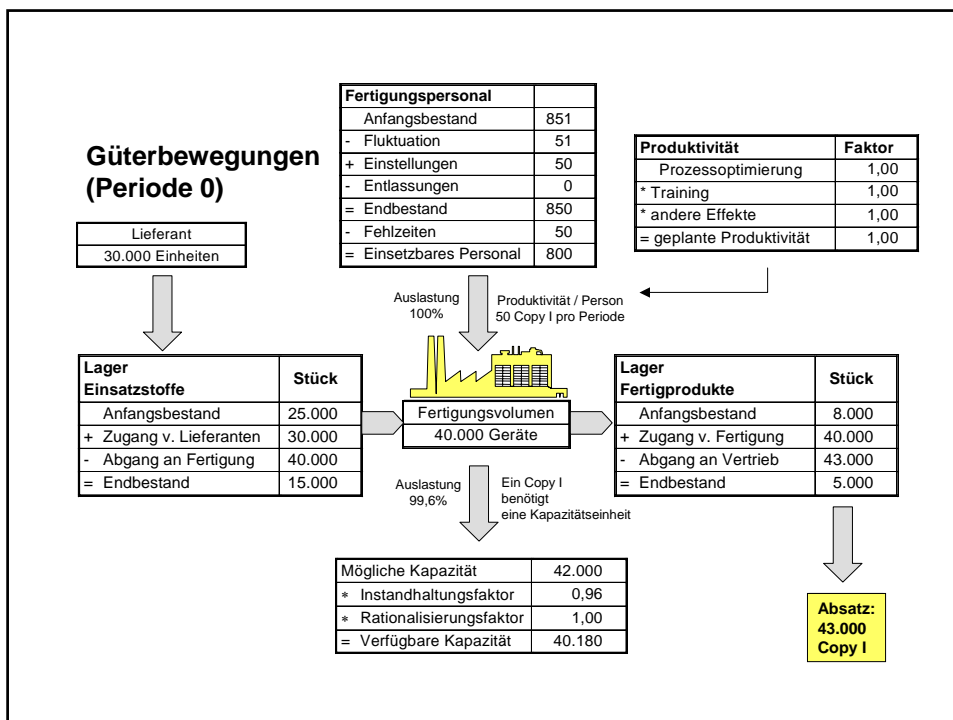 Güterbewegungen
(Periode 0)
Lieferant
30.000 Einheiten
Fertigungspersonal
Anfangsbestand 851
- Fluktuation 51
+ Einstellungen 50
- Entlassungen 0
= Endbestand 850
- Fehlzeiten 50
= Einsetzbares Personal 800
Produktivität Faktor
Prozessoptimierung 1,00
* Training 1,00
* andere Effekte 1,00
= geplante Produktivität 1,00
Auslastung
100%
Produktivität / Person
50 Copy I pro Periode
Lager
Einsatzstoffe Stück
Anfangsbestand 25.000
+ Zugang v. Lieferanten 30.000
- Abgang an Fertigung 40.000
= Endbestand 15.000
Fertigungsvolumen
40.000 Geräte
Lager
Fertigprodukte Stück
Anfangsbestand 8.000
+ Zugang v. Fertigung 40.000
- Abgang an Vertrieb 43.000
= Endbestand 5.000
Auslastung
99,6%
Ein Copy I
benötigt
eine Kapazitätseinheit
Mögliche Kapazität 42.000
* Instandhaltungsfaktor 0,96
* Rationalisierungsfaktor 1,00
= Verfügbare Kapazität 40.180
Absatz:
43.000
Copy I